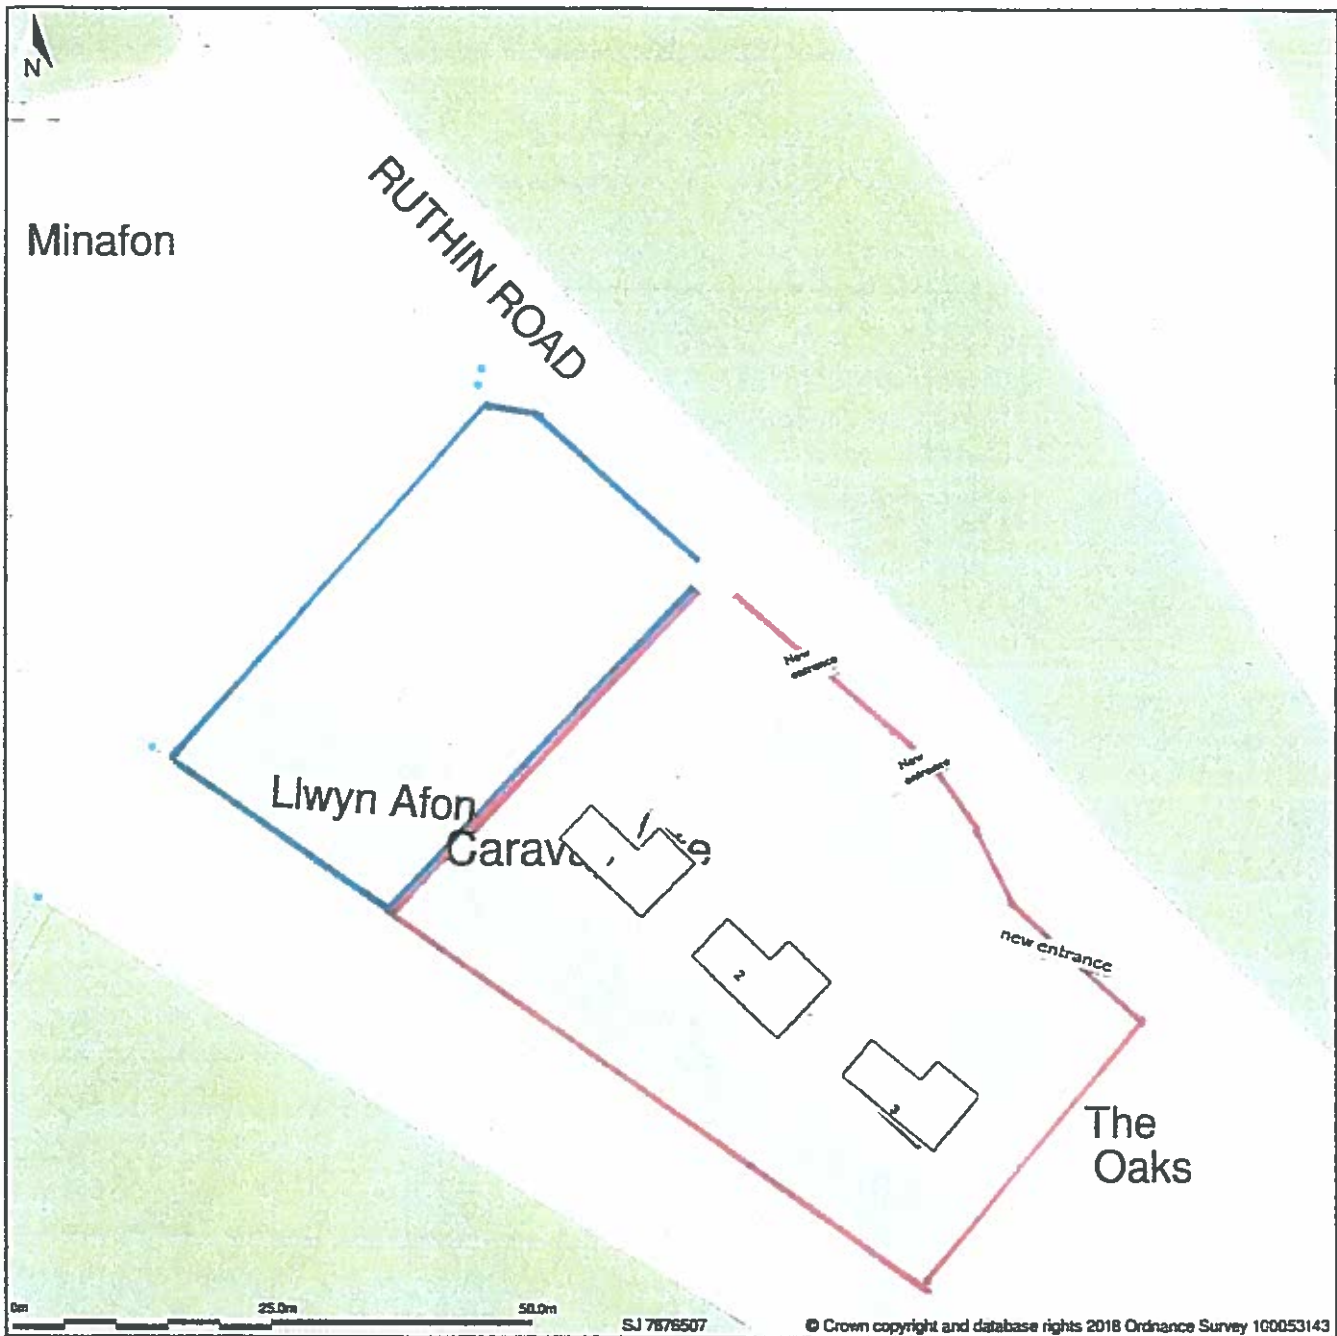 N
RUTHIN ROAD
Minafon
New
entrance
New
entrance
Llwyn Afon
1
new entrance
2
3
The
Oaks
0m
25.0m
50.0m
SJ 7876507
© Crown copyright and database rights 2018 Ordnance Survey 100053143